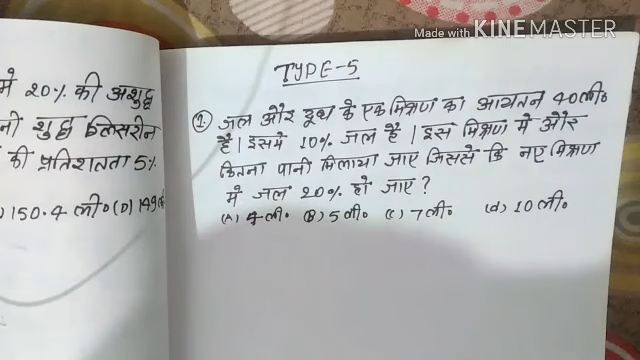 Made with KINEMASTER
मे 20% की अशुद्ध
शुद्ध ग्लिसरीन
की प्रतिशतता 5%
150.4 ली० (D) 149
TYPE-5
① जल और दूध के एक मिश्रण का आयतन 40ली०
है। इसमे 10% जल है। इस मिश्रण मे और
कितना पानी मिलाया जाए जिससे कि नए मिश्रण
मे जल 20% हो जाए?
(A) 4ली० (B) 5ली० (c) 7ली० (d) 10ली०